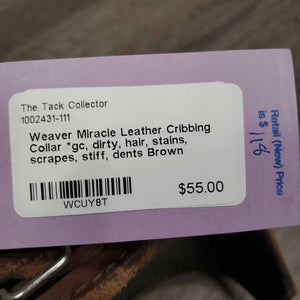 The Tack Collector
1002431-111
Weaver Miracle Leather Cribbing
Collar *gc, dirty, hair, stains,
scrapes, stiff, dents Brown
WCUY8T
$55.00
Retail (New) Price
is $ 118